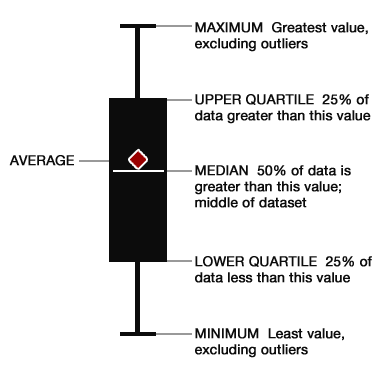 MAXIMUM Greatest value,
excluding outliers
UPPER QUARTILE 25% of
data greater than this value
AVERAGE
MEDIAN 50% of data is
greater than this value;
middle of dataset
LOWER QUARTILE 25% of
data less than this value
MINIMUM Least value,
excluding outliers